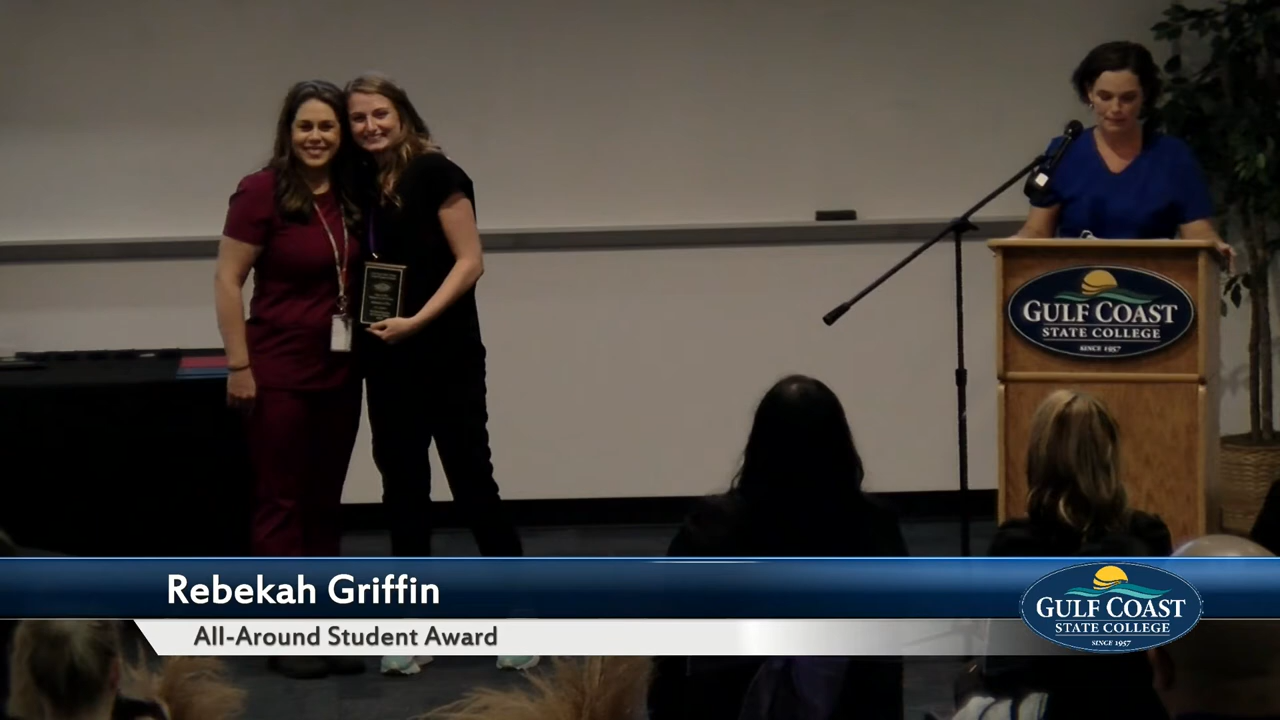 GULF COAST
STATE COLLEGE
SINCE 1957
Rebekah Griffin
All-Around Student Award
GULF COAST
STATE COLLEGE
SINCE 1957